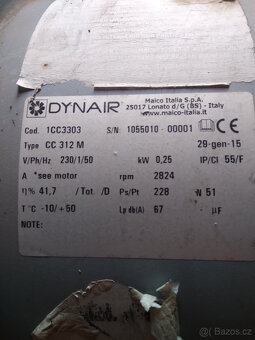 DYNAIR
Maico Italia S.p.A.
25017 Lonato d/G (BS) - Italy
www.maico-italia.it
Cod. 1CC3303 S/N: 1055010 - 00001 CE
Type CC 312 M 29-gen-15
V/Ph/Hz 230/1/50 kW 0,25 IP/Cl 55/F
A *see motor rpm 2824
η% 41,7 /Tot. /D Ps/Pt 228 N 51
T °C -10/+50 Lp db(A) 67 µF
NOTE:
bazos.cz